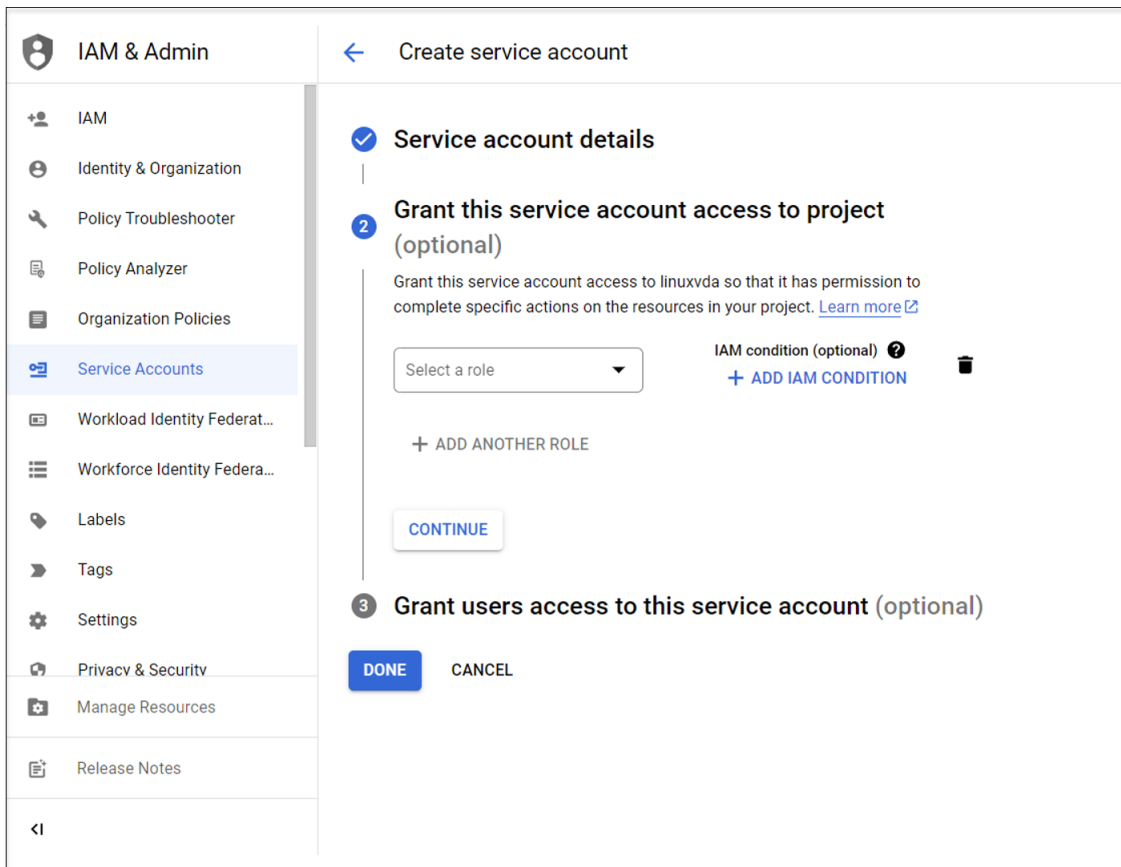 IAM & Admin
Create service account
IAM
Identity & Organization
Policy Troubleshooter
Policy Analyzer
Organization Policies
Service Accounts
Workload Identity Federat...
Workforce Identity Federa...
Labels
Tags
Settings
Privacy & Security
Manage Resources
Release Notes
Service account details
2
Grant this service account access to project
(optional)
Grant this service account access to linuxvda so that it has permission to
complete specific actions on the resources in your project. Learn more
Select a role
IAM condition (optional) ?
+ ADD IAM CONDITION
+ ADD ANOTHER ROLE
CONTINUE
3 Grant users access to this service account (optional)
DONE CANCEL